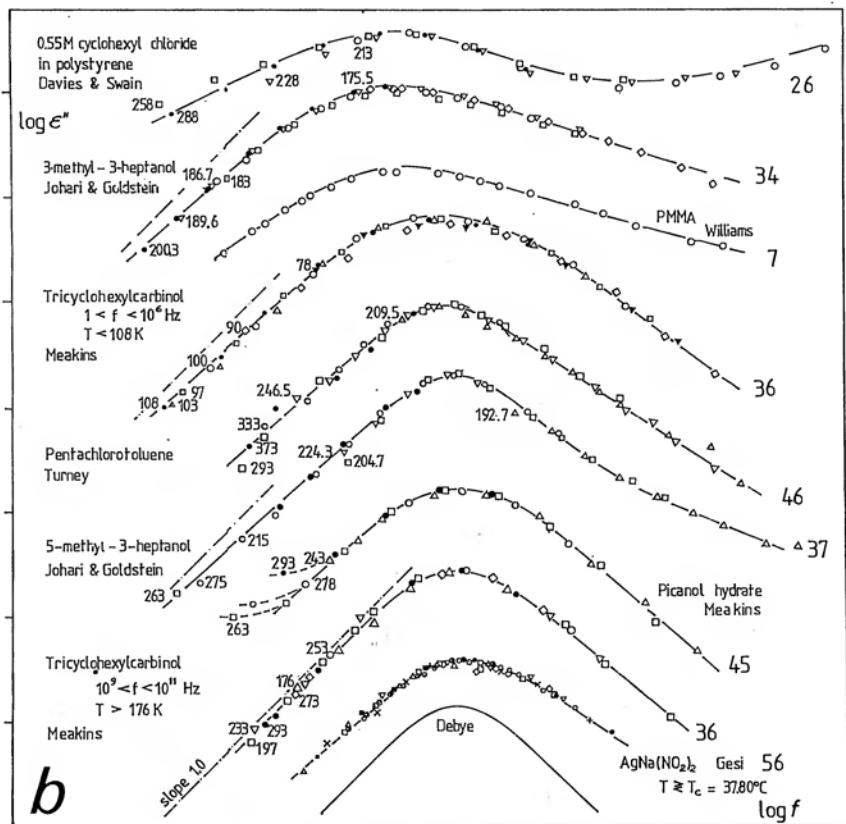 0.55M cyclohexyl chloride
in polystyrene
Davies & Swain
213
258
288
228
175.5
26
log ε"
3-methyl-3-heptanol
Johari & Goldstein
186.7
183
189.6
200.3
34
PMMA
Williams
7
Tricyclohexylcarbinol
1 < f < 10⁶ Hz
T < 108 K
Meakins
78
90
100
97
108
103
36
209.5
246.5
333
373
293
Pentachlorotoluene
Turney
46
192.7
224.3
204.7
215
275
263
5-methyl-3-heptanol
Johari & Goldstein
37
293
243
278
263
Picanol hydrate
Meakins
45
Tricyclohexylcarbinol
10⁹ < f < 10¹¹ Hz
T > 176 K
Meakins
253
176
273
233
293
197
36
slope 1.0
Debye
AgNa(NO₂)₂ Gesi 56
T ≷ T_c = 37.80°C
log f
b